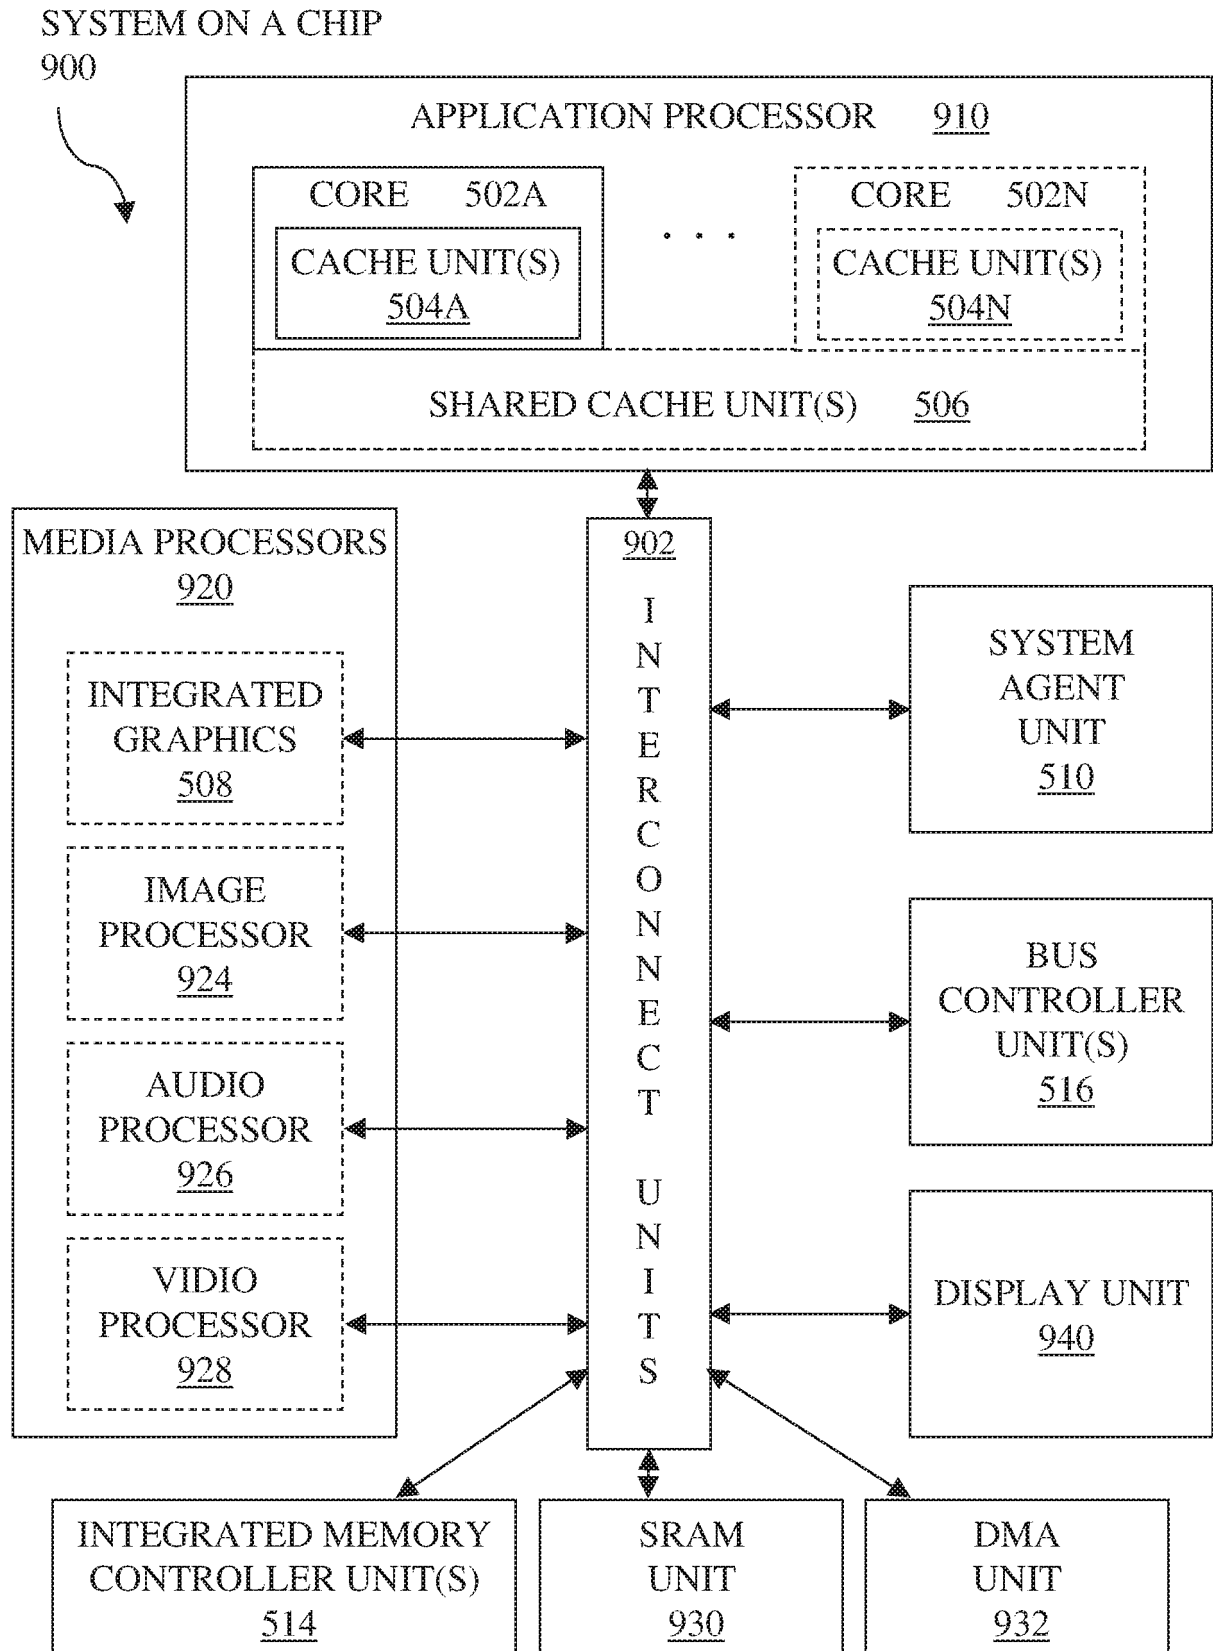 SYSTEM ON A CHIP
900
APPLICATION PROCESSOR 910
CORE 502A
CACHE UNIT(S)
504A
. . .
CORE 502N
CACHE UNIT(S)
504N
SHARED CACHE UNIT(S) 506
MEDIA PROCESSORS
920
INTEGRATED
GRAPHICS
508
IMAGE
PROCESSOR
924
AUDIO
PROCESSOR
926
VIDIO
PROCESSOR
928
902
INTERCONNECT UNITS
SYSTEM
AGENT
UNIT
510
BUS
CONTROLLER
UNIT(S)
516
DISPLAY UNIT
940
INTEGRATED MEMORY
CONTROLLER UNIT(S)
514
SRAM
UNIT
930
DMA
UNIT
932